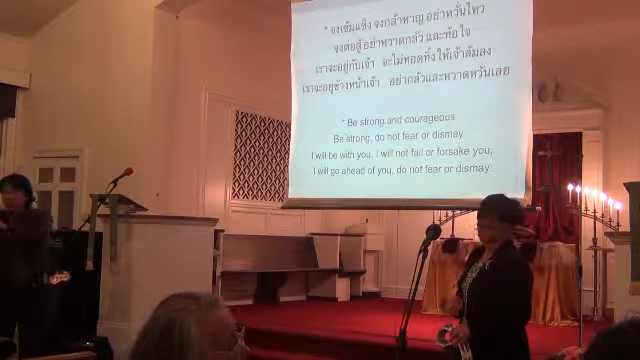 * จงเข้มแข็ง จงกล้าหาญ อย่าหวั่นไหว
จงต่อสู้ อย่าหวาดกลัว และท้อใจ
เราจะอยู่กับเจ้า จะไม่ทอดทิ้งให้เจ้าล้มลง
เราจะอยู่ข้างหน้าเจ้า อย่ากลัวและหวาดหวั่นเลย
* Be strong and courageous
Be strong, do not fear or dismay
I will be with you, I will not fail or forsake you,
I will go ahead of you, do not fear or dismay